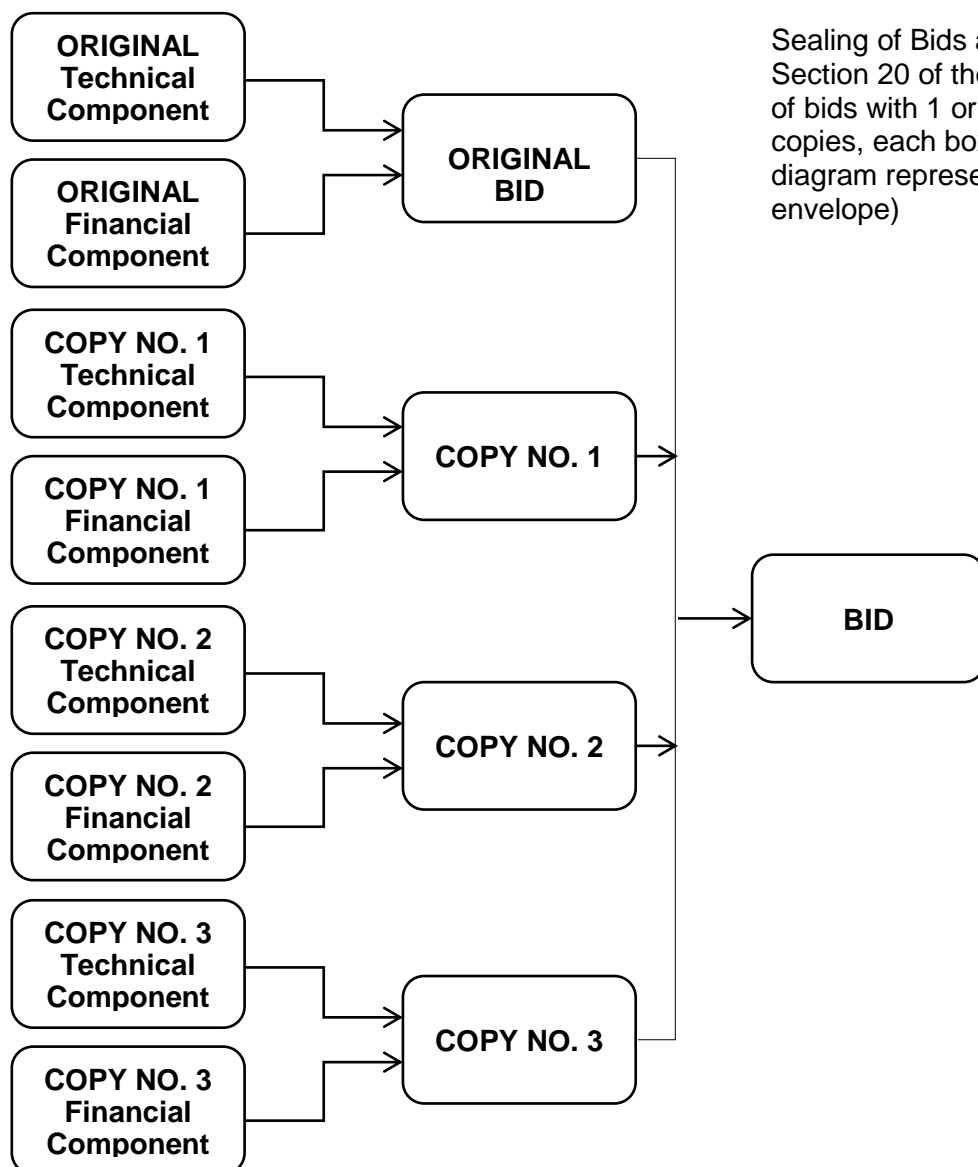 ORIGINAL
Technical
Component
ORIGINAL
Financial
Component
ORIGINAL
BID
Sealing of Bids
Section 20 of
of bids with 1 or
copies, each
diagram
envelope)
COPY NO. 1
Technical
Component
COPY NO. 1
Financial
Component
COPY NO. 1
COPY NO. 2
Technical
Component
COPY NO. 2
Financial
Component
COPY NO. 2
COPY NO. 3
Technical
Component
COPY NO. 3
Financial
Component
COPY NO. 3
BID